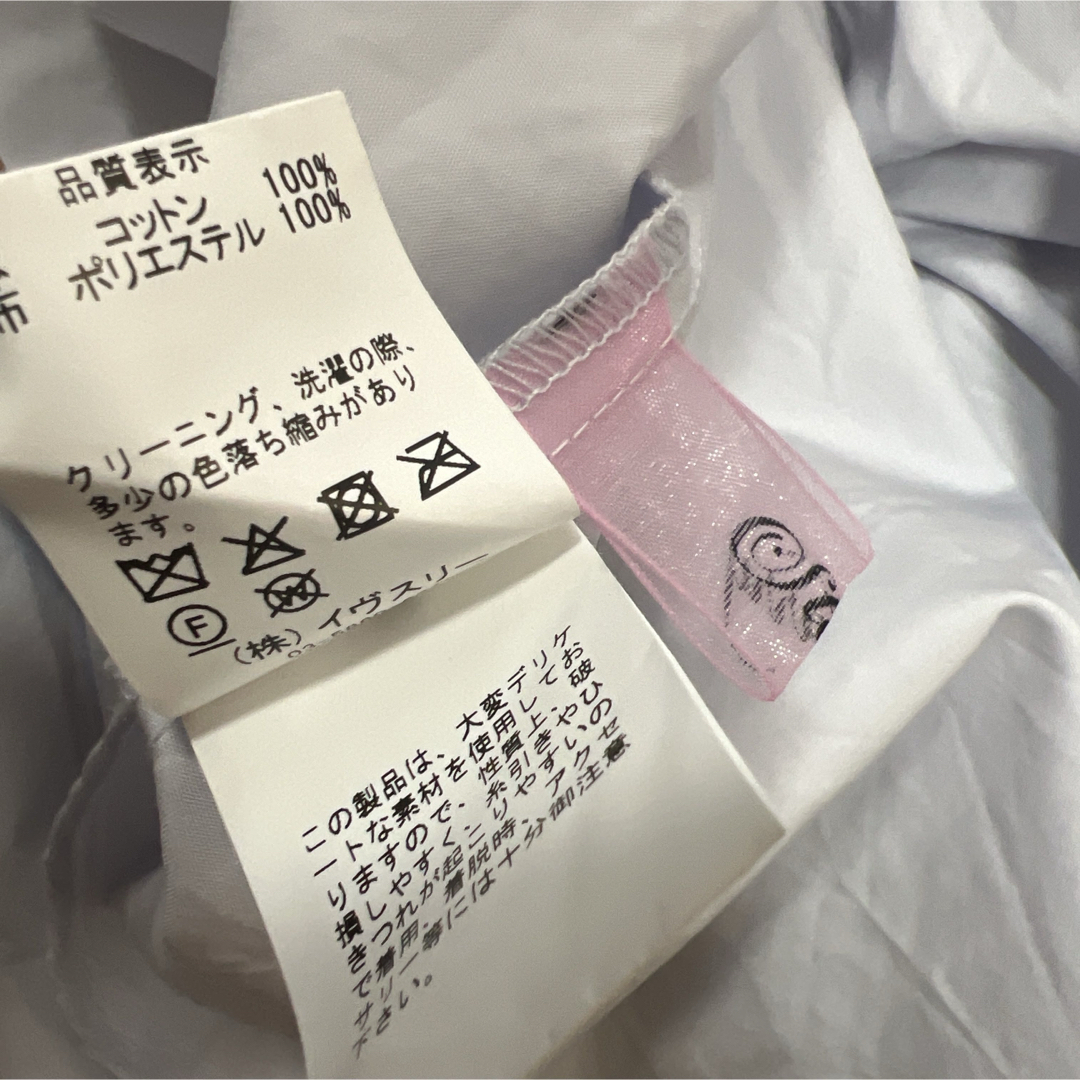 品質表示
コットン 100%
布 ポリエステル 100%
クリーニング、洗濯の際、
多少の色落ち縮みがあり
ます。
W
F
(株)イヴスリー
この製品は、大変デリケ
ートな素材を使用してお
りますので、性質上、破
損しやすく、糸引きやひ
きつれが起こりやすいの
で着用、着脱時、アクセ
サリー等には十分御注意
下さい。